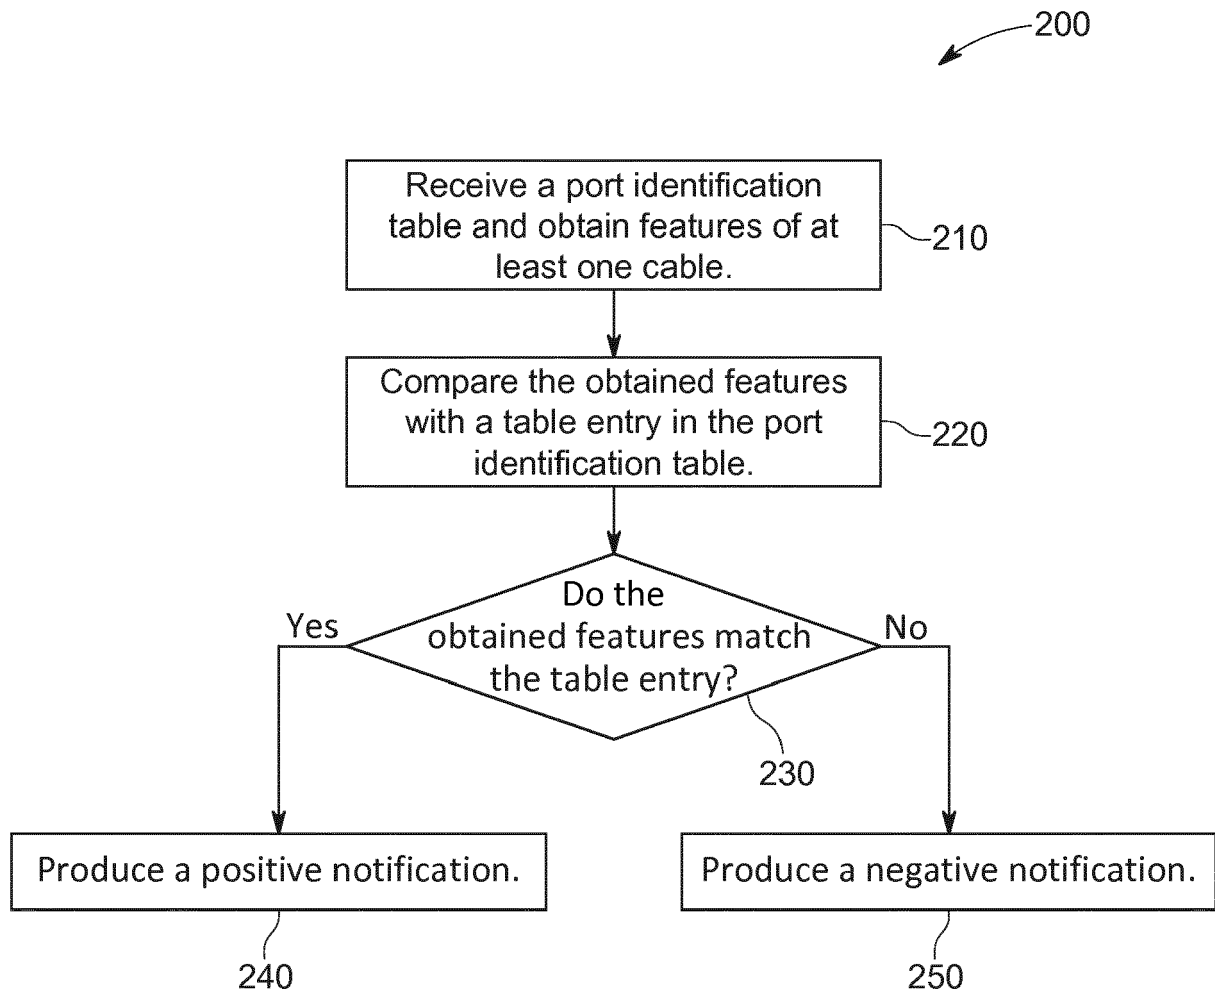 200
Receive a port identification
table and obtain features of at
least one cable.
210
Compare the obtained features
with a table entry in the port
identification table.
220
Do the
obtained features match
the table entry?
Yes
No
230
Produce a positive notification.
Produce a negative notification.
240
250